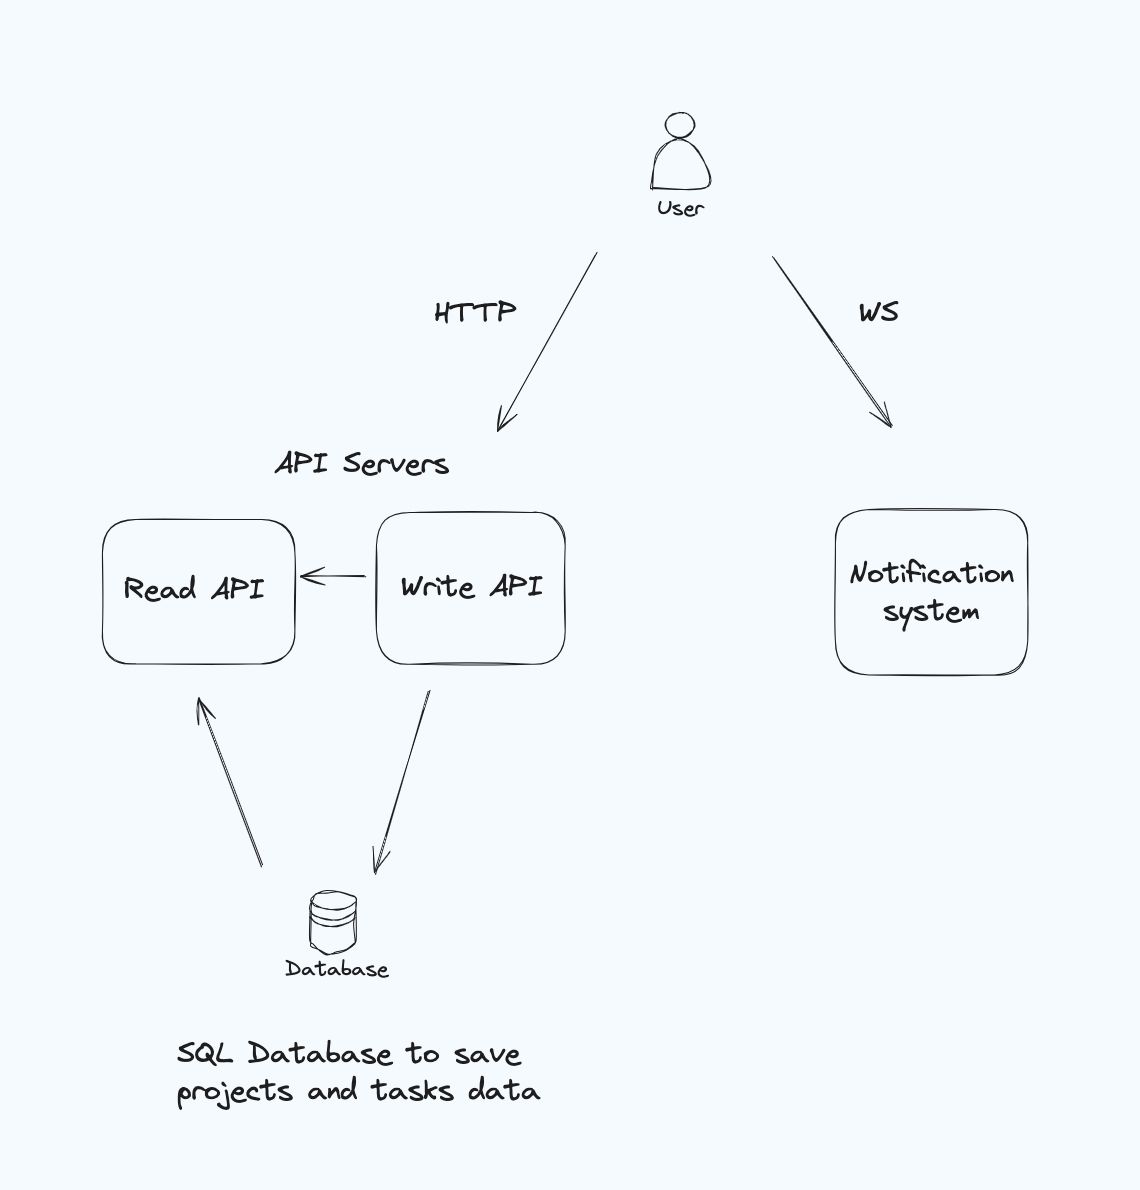 User
HTTP
WS
API Servers
Read API
Write API
Notification
system
Database
SQL Database to save
projects and tasks data